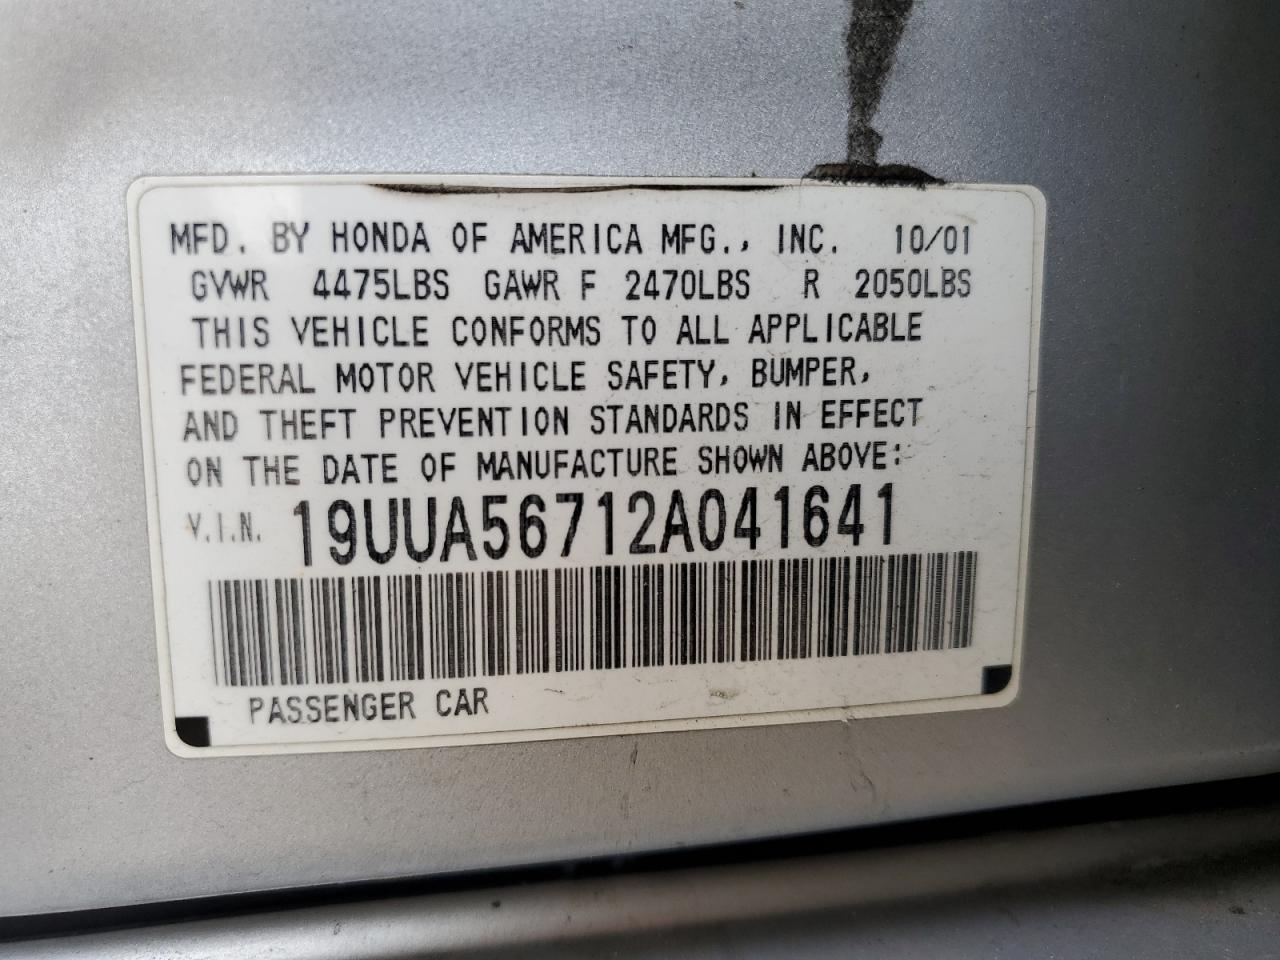 MFD. BY HONDA OF AMERICA MFG., INC. 10/01
GVWR 4475LBS GAWR F 2470LBS R 2050LBS
THIS VEHICLE CONFORMS TO ALL APPLICABLE
FEDERAL MOTOR VEHICLE SAFETY, BUMPER,
AND THEFT PREVENTION STANDARDS IN EFFECT
ON THE DATE OF MANUFACTURE SHOWN ABOVE:
V.I.N. 19UUA56712A041641
PASSENGER CAR